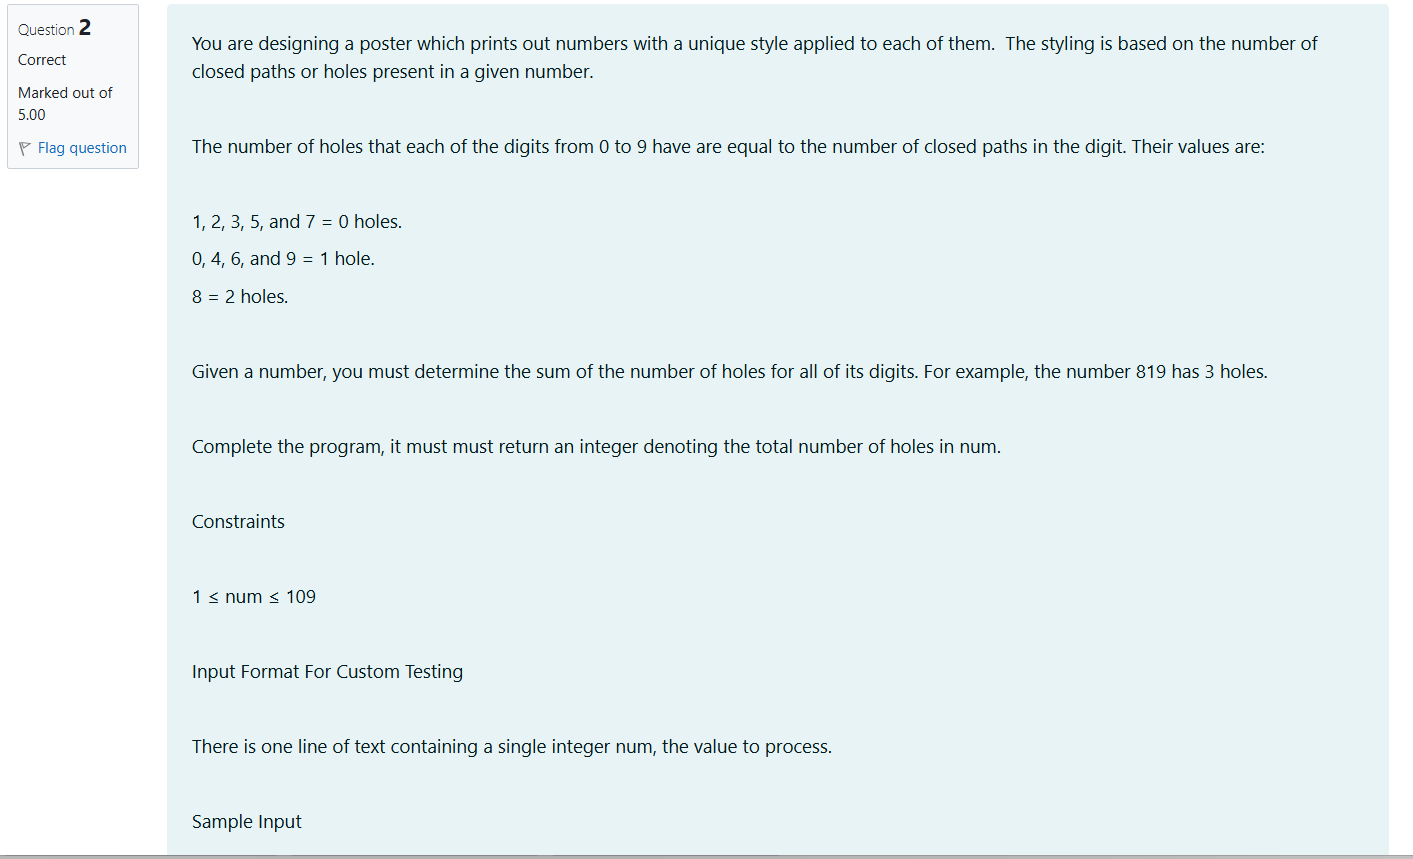 Question 2
Correct
Marked out of
5.00
Flag question
You are designing a poster which prints out numbers with a unique style applied to each of them.  The styling is based on the number of
closed paths or holes present in a given number.
The number of holes that each of the digits from 0 to 9 have are equal to the number of closed paths in the digit. Their values are:
1, 2, 3, 5, and 7 = 0 holes.
0, 4, 6, and 9 = 1 hole.
8 = 2 holes.
Given a number, you must determine the sum of the number of holes for all of its digits. For example, the number 819 has 3 holes.
Complete the program, it must must return an integer denoting the total number of holes in num.
Constraints
1 ≤ num ≤ 109
Input Format For Custom Testing
There is one line of text containing a single integer num, the value to process.
Sample Input